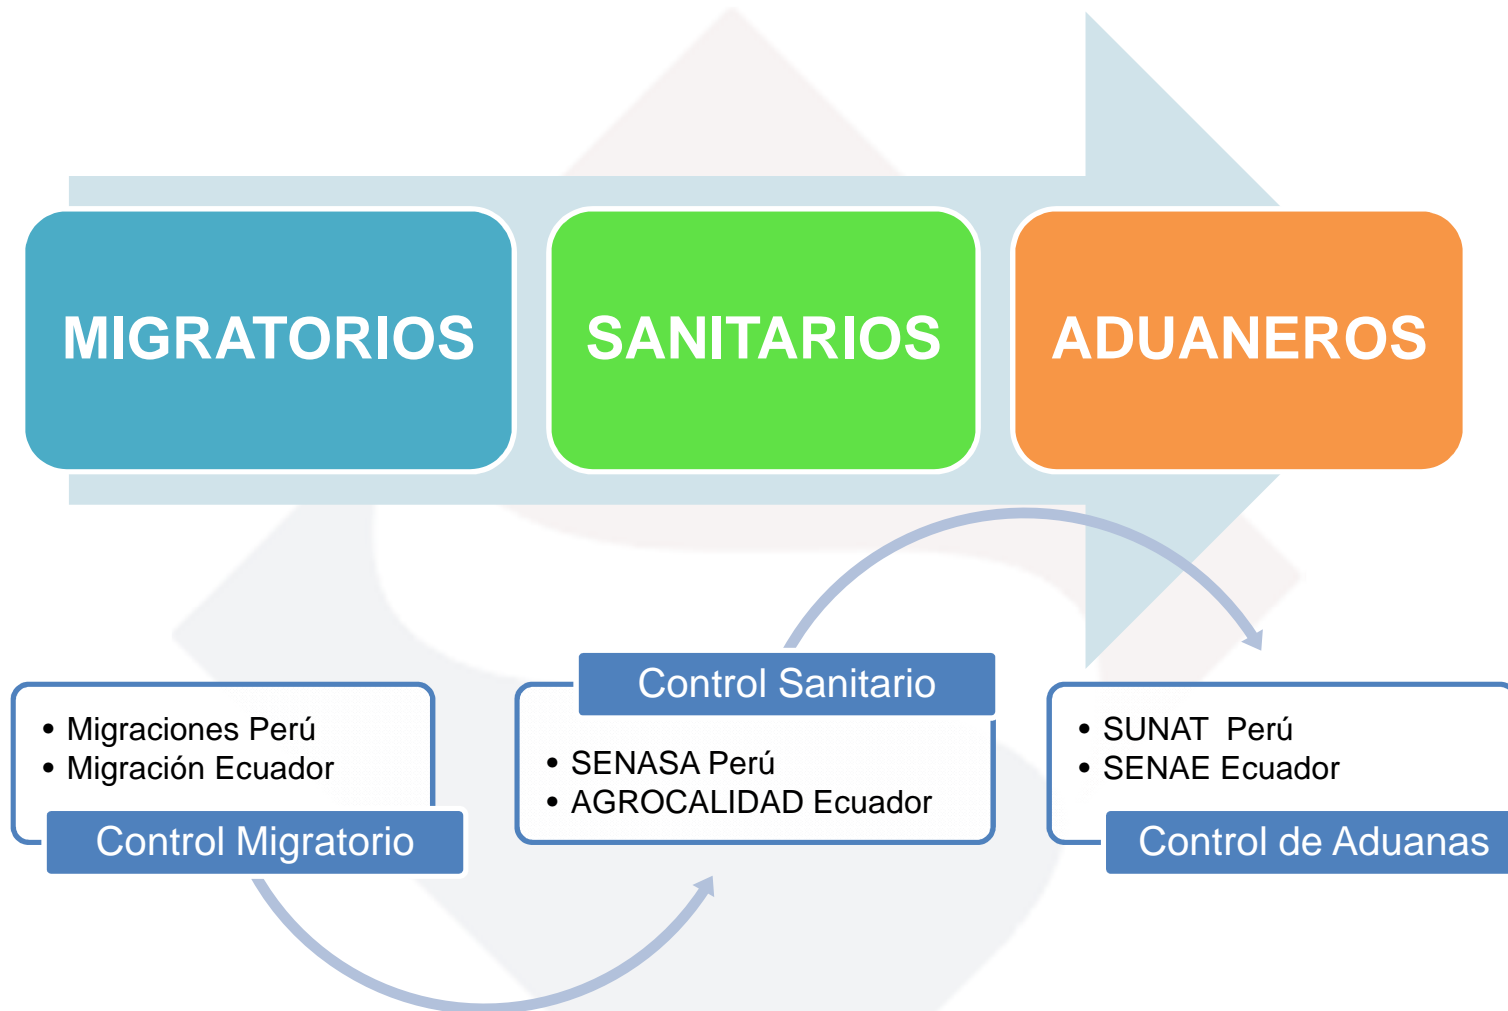 MIGRATORIOS
SANITARIOS
ADUANEROS
• Migraciones Perú
• Migración Ecuador
Control Migratorio
Control Sanitario
• SENASA Perú
• AGROCALIDAD Ecuador
• SUNAT  Perú
• SENAE Ecuador
Control de Aduanas